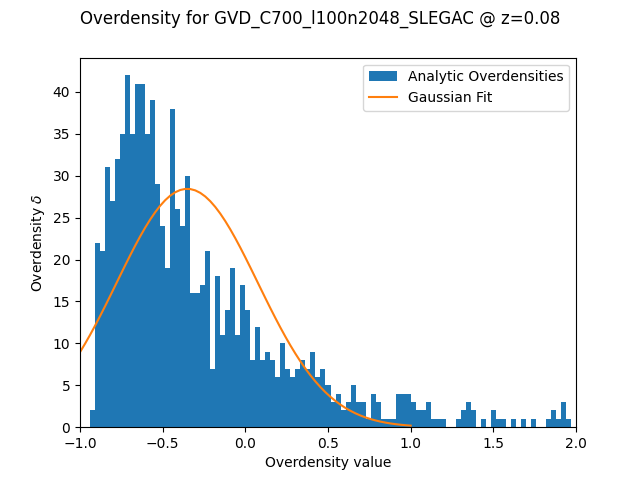 Overdensity for GVD_C700_l100n2048_SLEGAC @ z=0.08
Analytic Overdensities
Gaussian Fit
Overdensity δ
40
35
30
25
20
15
10
5
0
−1.0 −0.5 0.0 0.5 1.0 1.5 2.0
Overdensity value